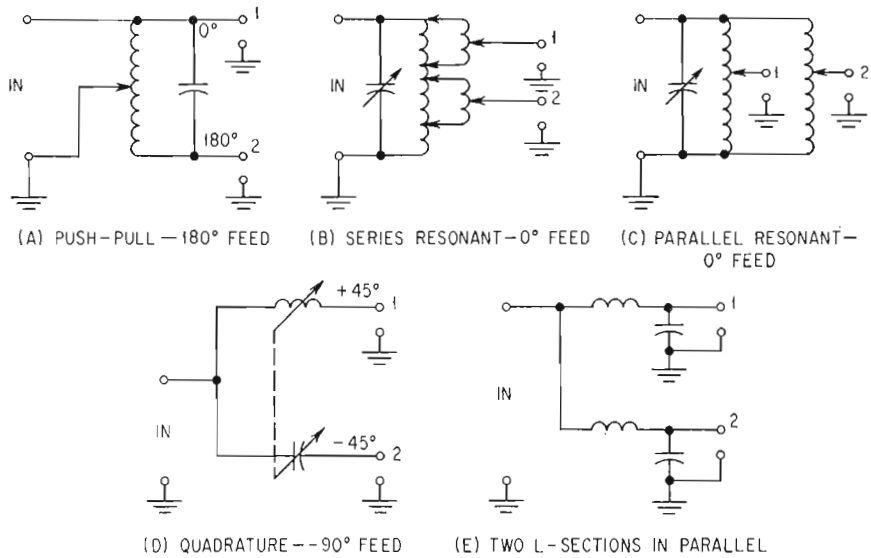 1
0°
IN
180°
2
(A) PUSH-PULL—180° FEED
1
IN
2
(B) SERIES RESONANT-0° FEED
1
2
IN
(C) PARALLEL RESONANT—
0° FEED
+45°
1
IN
-45°
2
(D) QUADRATURE--90° FEED
1
IN
2
(E) TWO L-SECTIONS IN PARALLEL